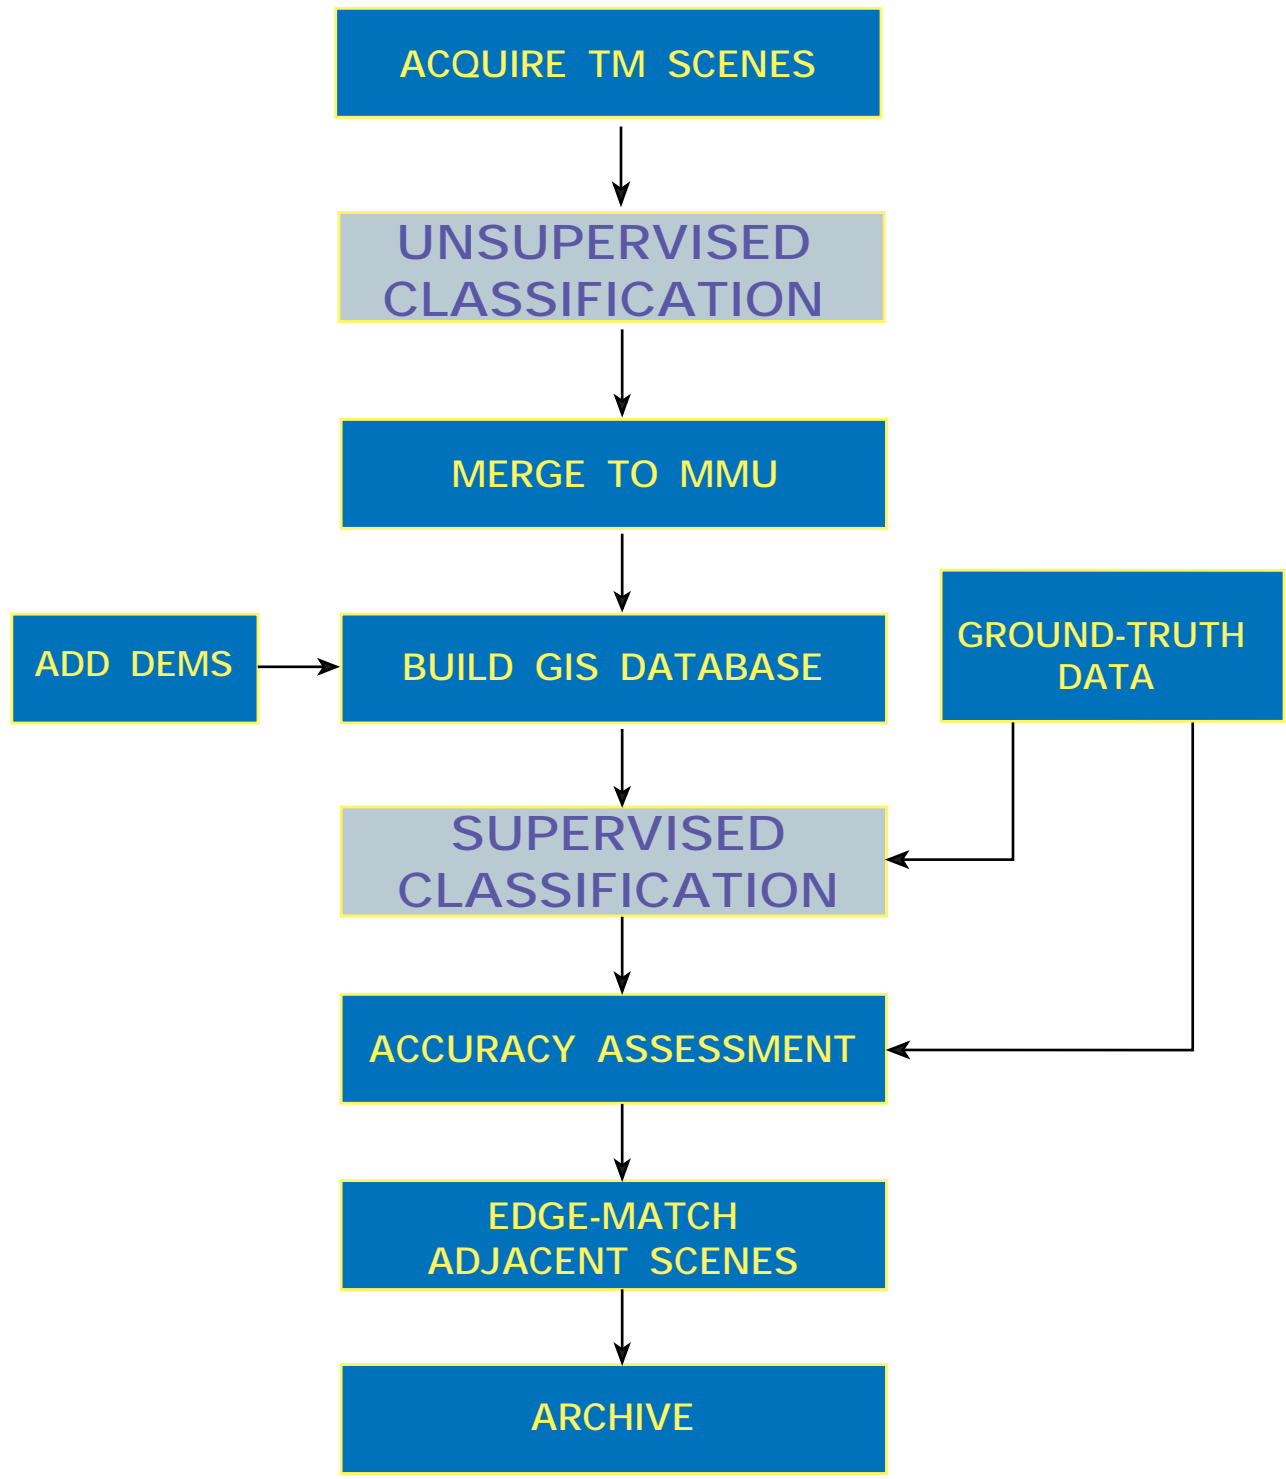 ACQUIRE TM SCENES
UNSUPERVISED
CLASSIFICATION
MERGE TO MMU
ADD DEMS
BUILD GIS DATABASE
GROUND-TRUTH
DATA
SUPERVISED
CLASSIFICATION
ACCURACY ASSESSMENT
EDGE-MATCH
ADJACENT SCENES
ARCHIVE